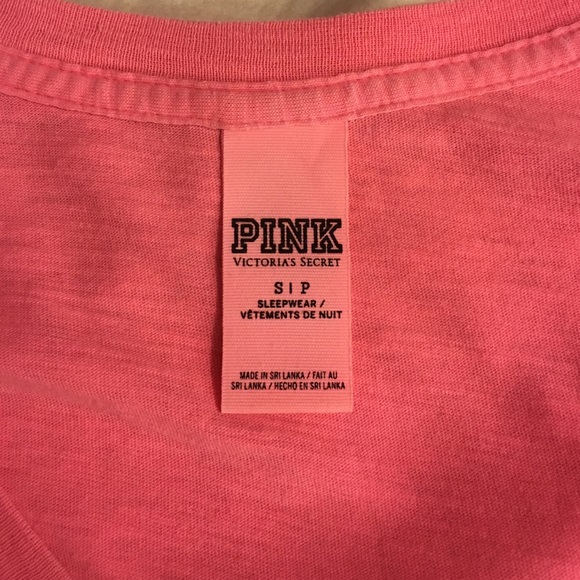 PINK
VICTORIA'S SECRET
S | P
SLEEPWEAR /
VÊTEMENTS DE NUIT
MADE IN SRI LANKA / FAIT AU
SRI LANKA / HECHO EN SRI LANKA